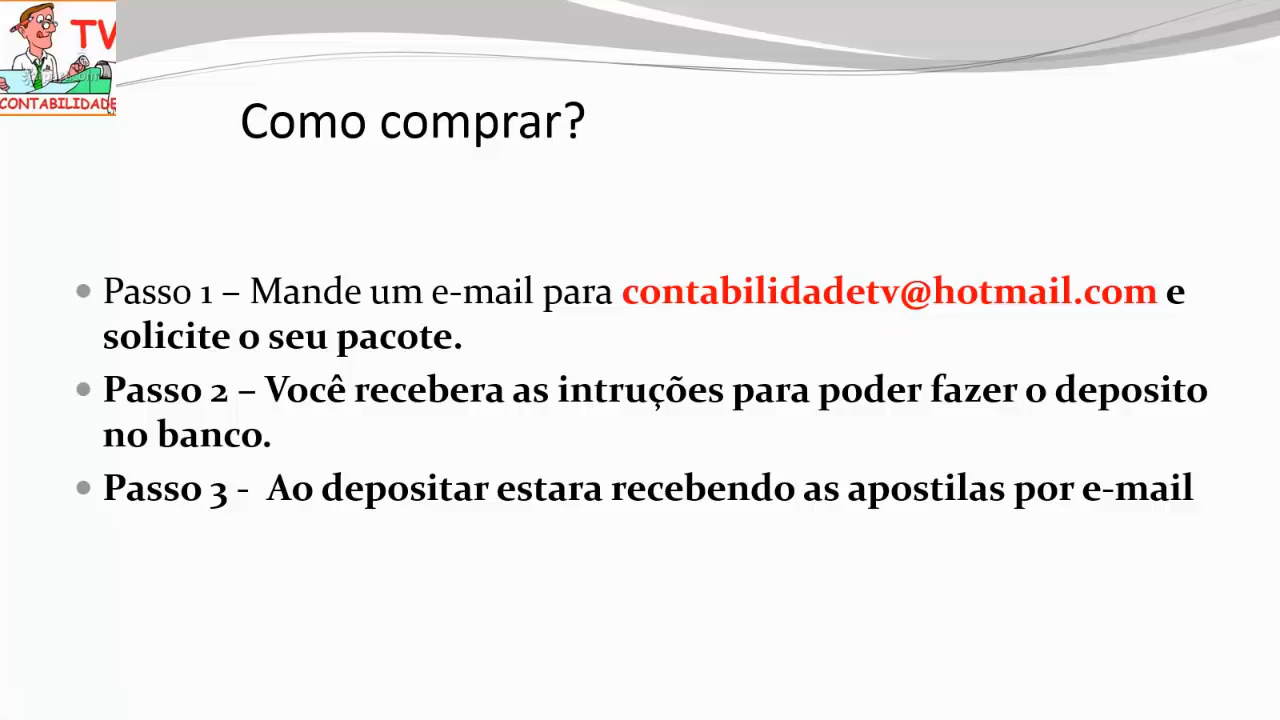 TV
CONTABILIDADE
Como comprar?
Passo 1 – Mande um e-mail para contabilidadetv@hotmail.com e
solicite o seu pacote.
Passo 2 – Você recebera as intruções para poder fazer o deposito
no banco.
Passo 3 - Ao depositar estara recebendo as apostilas por e-mail